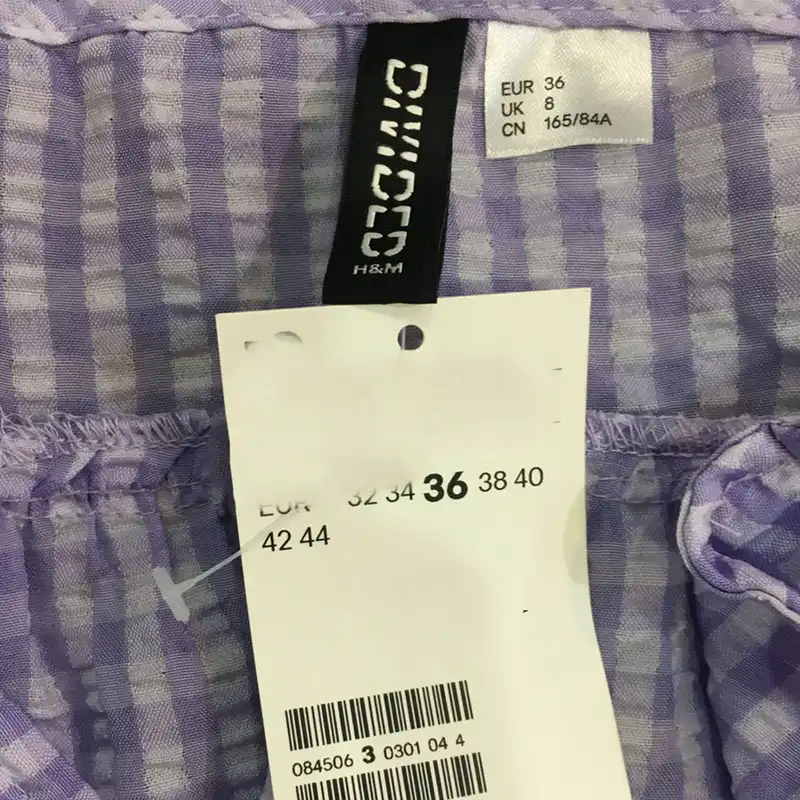 DIVIDED
H&M
EUR 36
UK 8
CN 165/84A
EUR 32 34 36 38 40
42 44
084506 3 0301 04 4